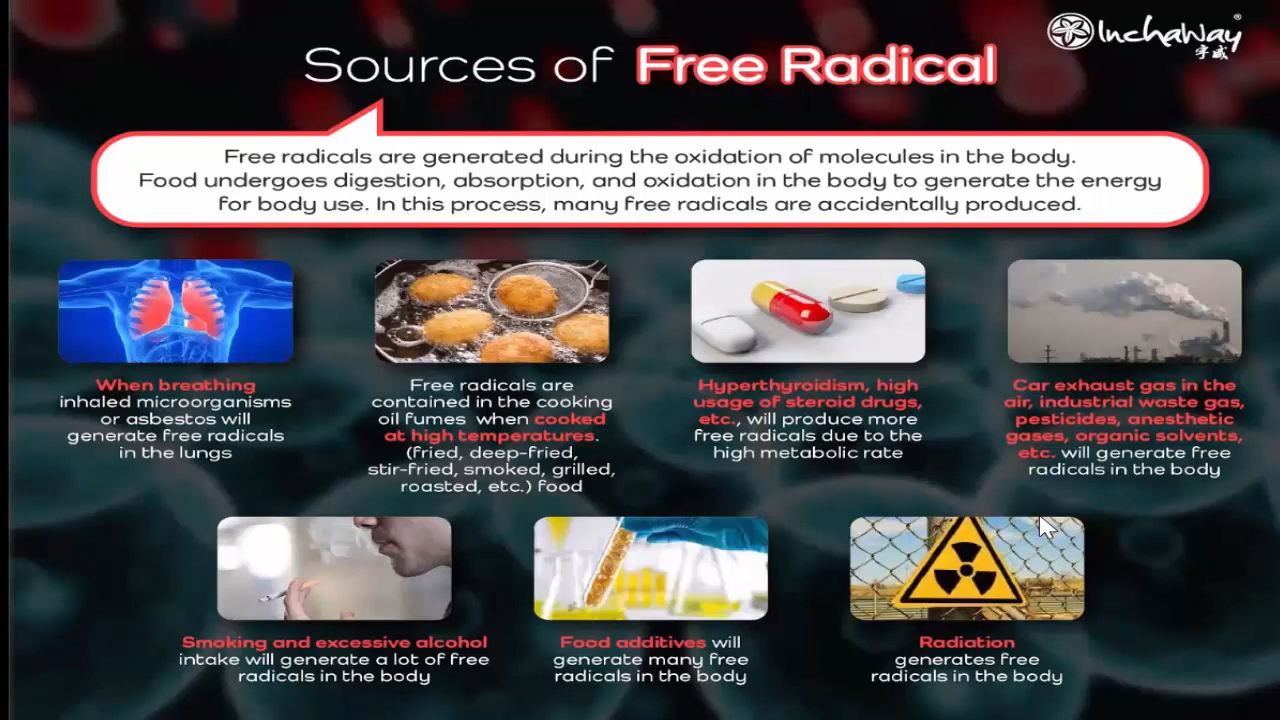 InchaWay®
宇威
Sources of Free Radical
Free radicals are generated during the oxidation of molecules in the body.
Food undergoes digestion, absorption, and oxidation in the body to generate the energy
for body use. In this process, many free radicals are accidentally produced.
When breathing
inhaled microorganisms
or asbestos will
generate free radicals
in the lungs
Free radicals are
contained in the cooking
oil fumes when cooked
at high temperatures.
(fried, deep-fried,
stir-fried, smoked, grilled,
roasted, etc.) food
Hyperthyroidism, high
usage of steroid drugs,
etc., will produce more
free radicals due to the
high metabolic rate
Car exhaust gas in the
air, industrial waste gas,
pesticides, anesthetic
gases, organic solvents,
etc. will generate free
radicals in the body
Smoking and excessive alcohol
intake will generate a lot of free
radicals in the body
Food additives will
generate many free
radicals in the body
Radiation
generates free
radicals in the body